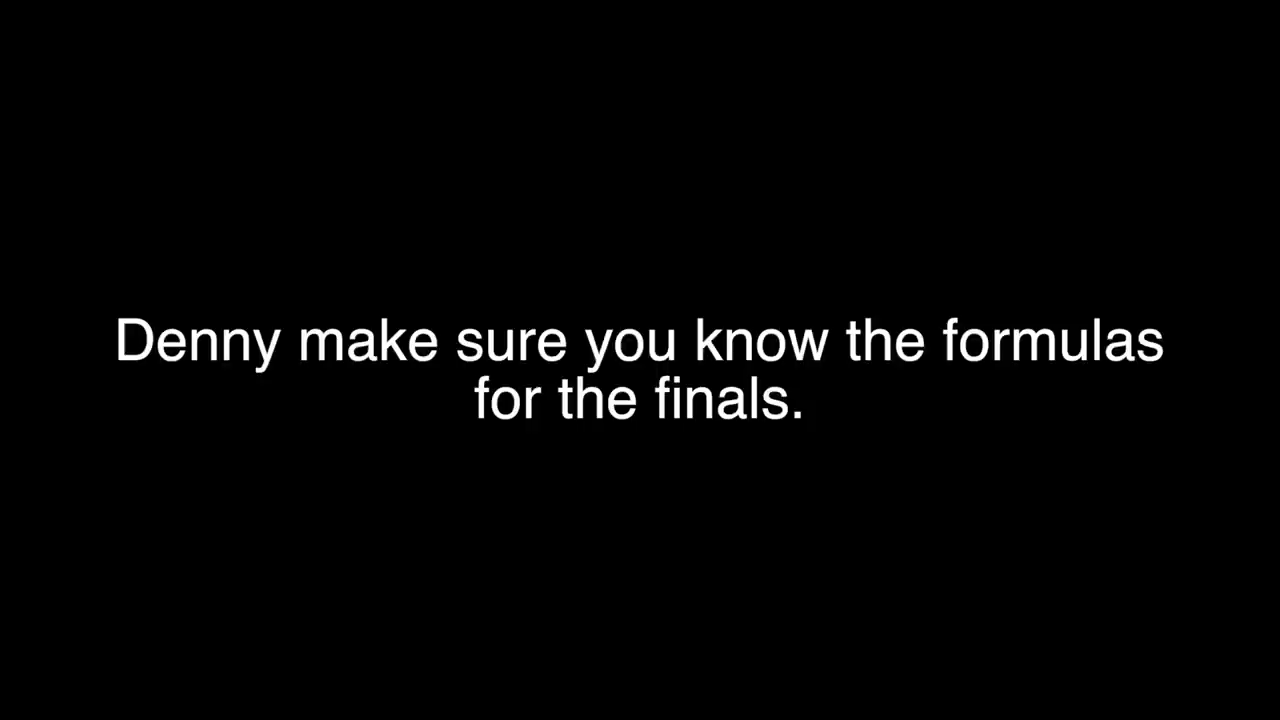 Denny make sure you know the formulas
for the finals.